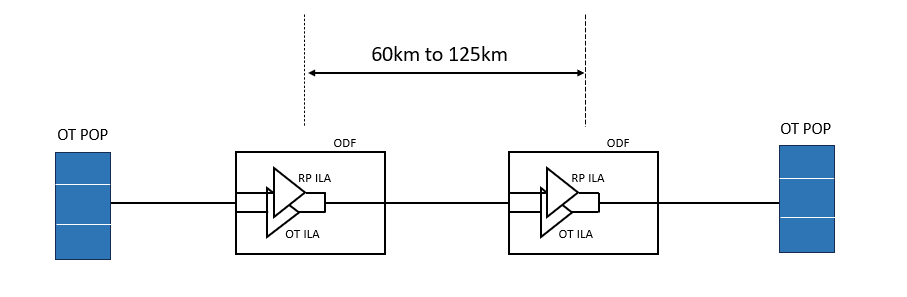 60km to 125km
OT POP
OT POP
ODF
ODF
RP ILA
RP ILA
OT ILA
OT ILA